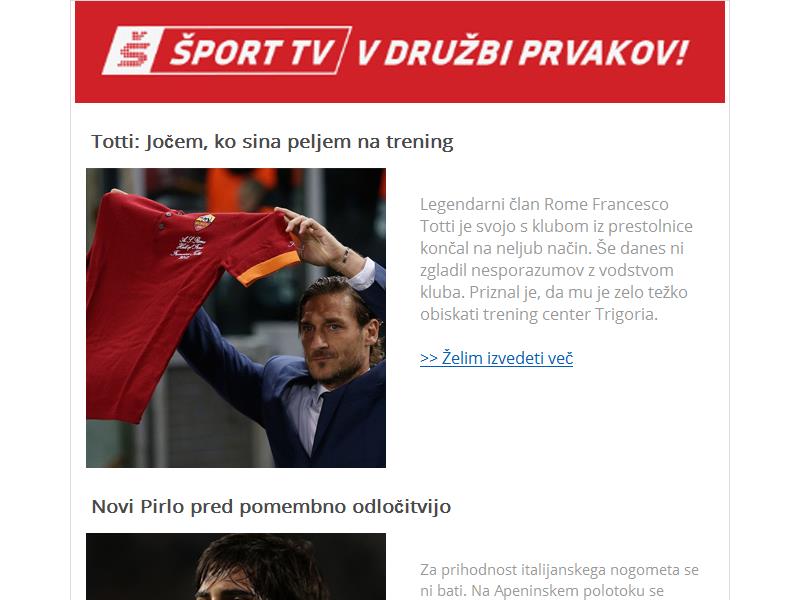 ŠPORT TV V DRUŽBI PRVAKOV!
Totti: Jočem, ko sina peljem na trening
Legendarni član Rome Francesco
Totti je svojo s klubom iz prestolnice
končal na neljub način. Še danes ni
zgladil nesporazumov z vodstvom
kluba. Priznal je, da mu je zelo težko
obiskati trening center Trigoria.
>> Želim izvedeti več
Novi Pirlo pred pomembno odločitvijo
Za prihodnost italijanskega nogometa se
ni bati. Na Apeninskem polotoku se